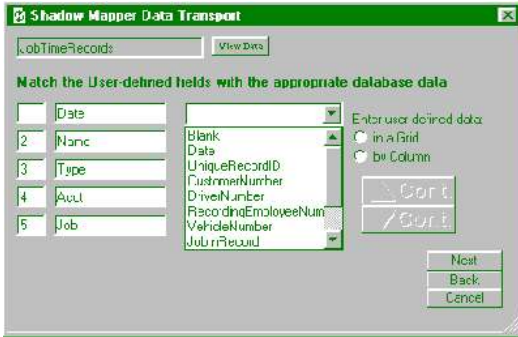 Shadow Mapper Data Transport
JobTimeRecords
View Data
Match the User-defined fields with the appropriate database data
Date
2 Name
3 Type
4 Acct
5 Job
Blank
Date
UniqueRecordID
CustomerNumber
DriverNumber
RecordingEmployeeNum
VehicleNumber
Enter user defined data:
in a Grid
by Column
Cont
Cont
Next
Back
Cancel